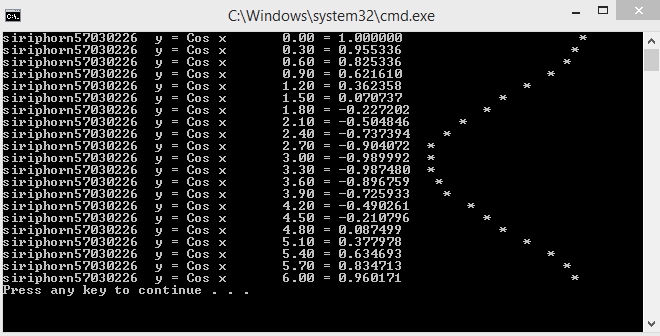 C:\Windows\system32\cmd.exe
siriphorn57030226 y = Cos x 0.00 = 1.000000 *
siriphorn57030226 y = Cos x 0.30 = 0.955336 *
siriphorn57030226 y = Cos x 0.60 = 0.825336 *
siriphorn57030226 y = Cos x 0.90 = 0.621610 *
siriphorn57030226 y = Cos x 1.20 = 0.362358 *
siriphorn57030226 y = Cos x 1.50 = 0.070737 *
siriphorn57030226 y = Cos x 1.80 = -0.227202 *
siriphorn57030226 y = Cos x 2.10 = -0.504846 *
siriphorn57030226 y = Cos x 2.40 = -0.737394 *
siriphorn57030226 y = Cos x 2.70 = -0.904072 *
siriphorn57030226 y = Cos x 3.00 = -0.989992 *
siriphorn57030226 y = Cos x 3.30 = -0.987480 *
siriphorn57030226 y = Cos x 3.60 = -0.896759 *
siriphorn57030226 y = Cos x 3.90 = -0.725933 *
siriphorn57030226 y = Cos x 4.20 = -0.490261 *
siriphorn57030226 y = Cos x 4.50 = -0.210796 *
siriphorn57030226 y = Cos x 4.80 = 0.087499 *
siriphorn57030226 y = Cos x 5.10 = 0.377978 *
siriphorn57030226 y = Cos x 5.40 = 0.634693 *
siriphorn57030226 y = Cos x 5.70 = 0.834713 *
siriphorn57030226 y = Cos x 6.00 = 0.960171 *
Press any key to continue . . .